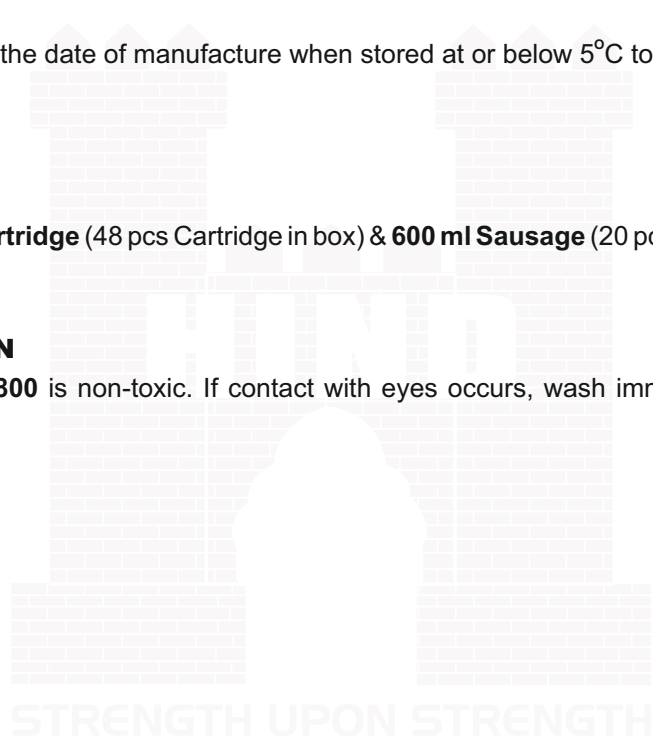 the date of manufacture when stored at or below 5°C to
rtridge (48 pcs Cartridge in box) & 600 ml Sausage (20 pc
N
300 is non-toxic. If contact with eyes occurs, wash imm
HIND
STRENGTH UPON STRENGTH